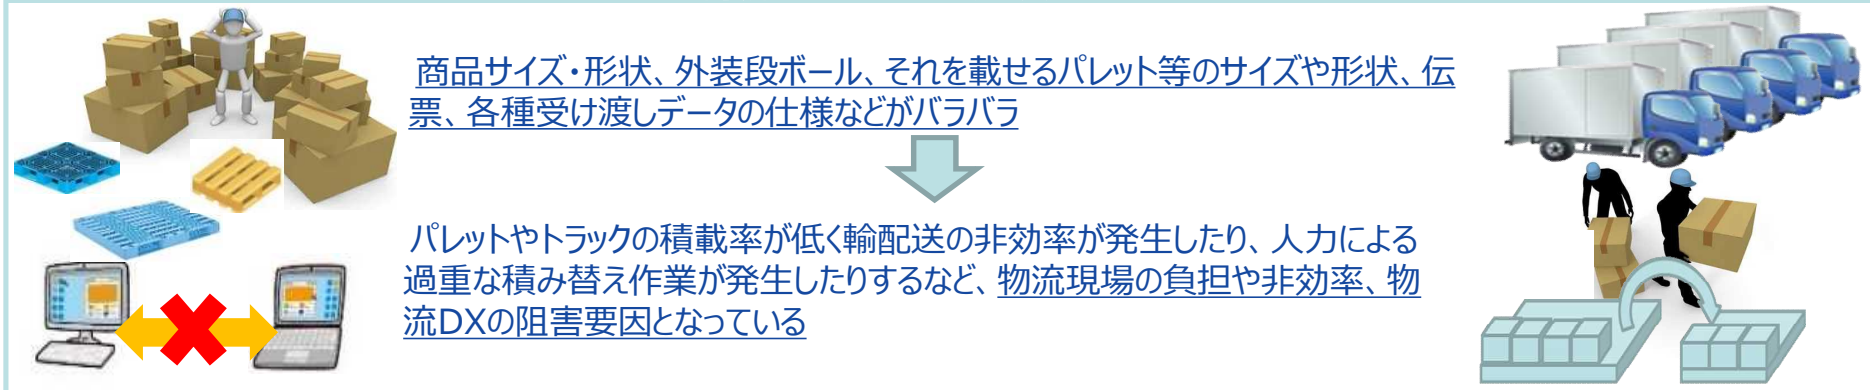 商品サイズ・形状、外装段ボール、それを載せるパレット等のサイズや形状、伝
票、各種受け渡しデータの仕様などがバラバラ
パレットやトラックの積載率が低く輸配送の非効率が発生したり、人力による
過重な積み替え作業が発生したりするなど、物流現場の負担や非効率、物
流DXの阻害要因となっている